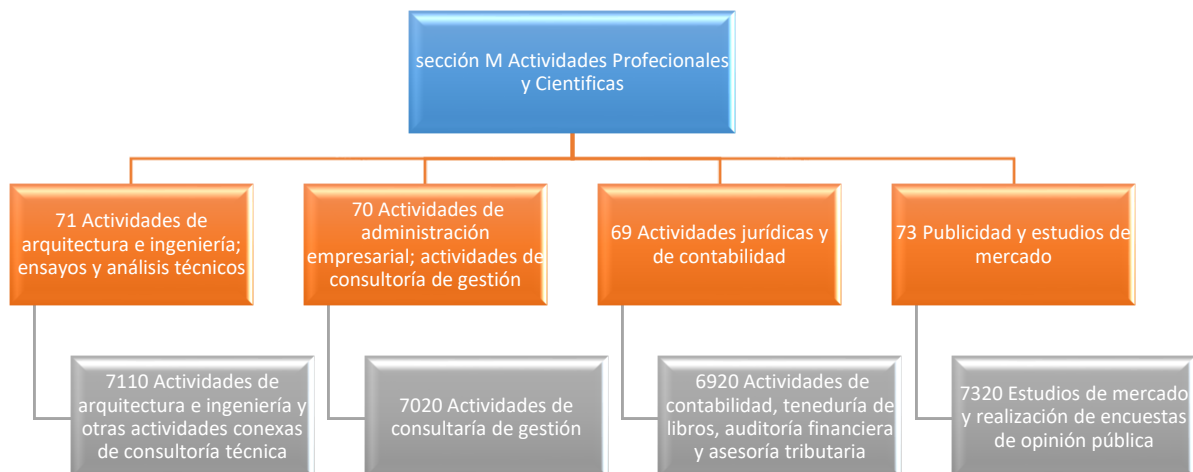 sección M Actividades Profecionales
y Cientificas
71 Actividades de
arquitectura e ingeniería;
ensayos y análisis técnicos
70 Actividades de
administración
empresarial; actividades de
consultoría de gestión
69 Actividades jurídicas y
de contabilidad
73 Publicidad y estudios de
mercado
7110 Actividades de
arquitectura e ingeniería y
otras actividades conexas
de consultoría técnica
7020 Actividades de
consultaría de gestión
6920 Actividades de
contabilidad, teneduría de
libros, auditoría financiera
y asesoría tributaria
7320 Estudios de mercado
y realización de encuestas
de opinión pública